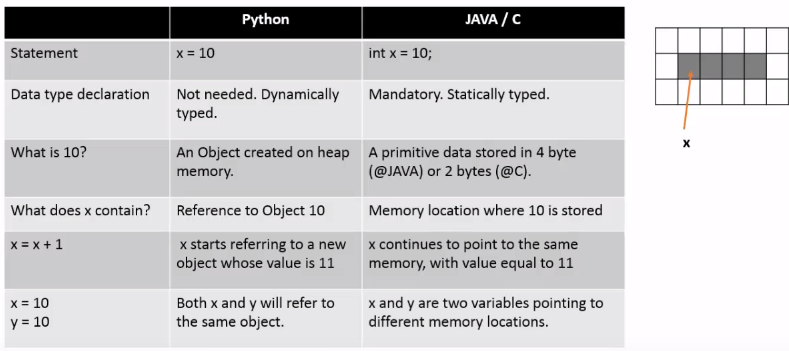 Python JAVA / C
Statement x = 10 int x = 10;
Data type declaration Not needed. Dynamically Mandatory. Statically typed.
typed.
What is 10? An Object created on heap A primitive data stored in 4 byte
memory. (@JAVA) or 2 bytes (@C).
What does x contain? Reference to Object 10 Memory location where 10 is stored
x = x + 1 x starts referring to a new x continues to point to the same
object whose value is 11 memory, with value equal to 11
x = 10 Both x and y will refer to x and y are two variables pointing to
y = 10 the same object. different memory locations.
x